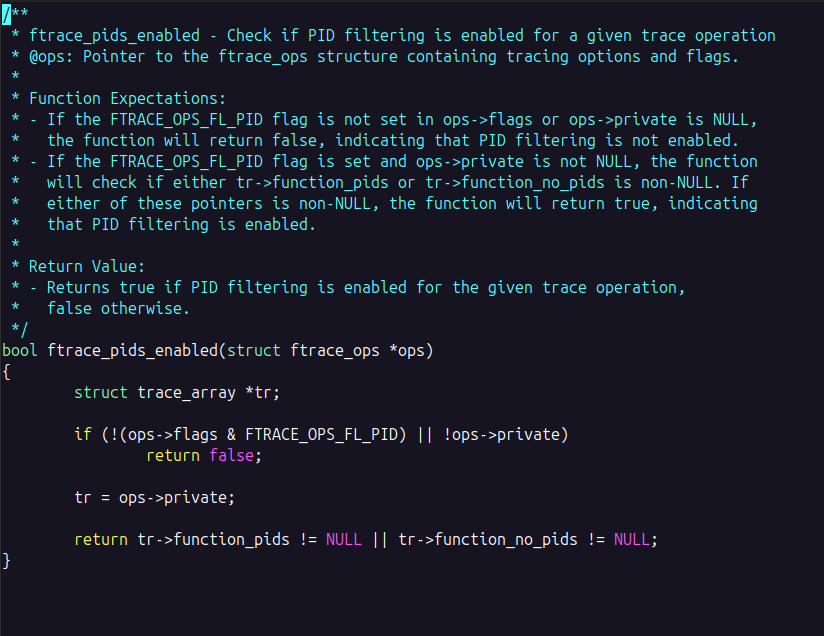 /**
 * ftrace_pids_enabled - Check if PID filtering is enabled for a given trace operation
 * @ops: Pointer to the ftrace_ops structure containing tracing options and flags.
 *
 * Function Expectations:
 * - If the FTRACE_OPS_FL_PID flag is not set in ops->flags or ops->private is NULL,
 *   the function will return false, indicating that PID filtering is not enabled.
 * - If the FTRACE_OPS_FL_PID flag is set and ops->private is not NULL, the function
 *   will check if either tr->function_pids or tr->function_no_pids is non-NULL. If
 *   either of these pointers is non-NULL, the function will return true, indicating
 *   that PID filtering is enabled.
 *
 * Return Value:
 * - Returns true if PID filtering is enabled for the given trace operation,
 *   false otherwise.
 */
bool ftrace_pids_enabled(struct ftrace_ops *ops)
{
        struct trace_array *tr;

        if (!(ops->flags & FTRACE_OPS_FL_PID) || !ops->private)
                return false;

        tr = ops->private;

        return tr->function_pids != NULL || tr->function_no_pids != NULL;
}